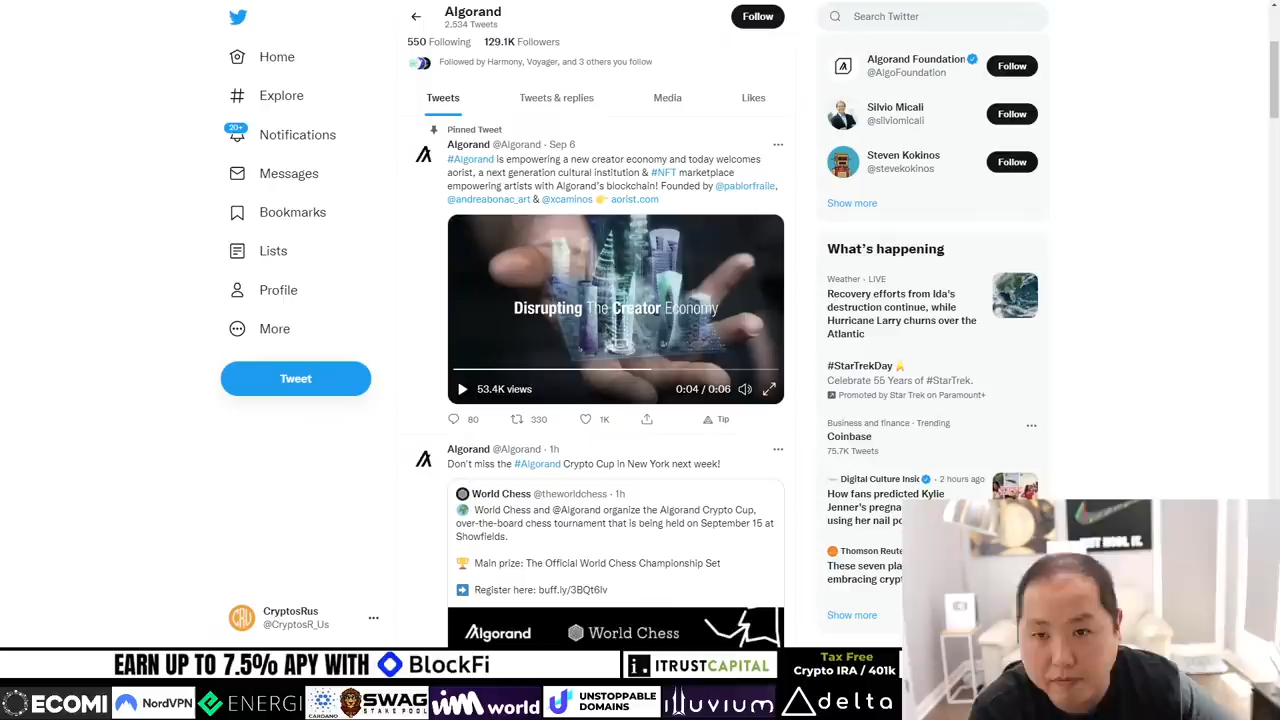 Algorand
2,534 Tweets
Follow
550 Following 129.1K Followers
Followed by Harmony, Voyager, and 3 others you follow
Tweets
Tweets & replies
Media
Likes
Home
Explore
20+
Notifications
Messages
Bookmarks
Lists
Profile
More
Tweet
CryptosRus
@CryptosR_Us
Pinned Tweet
Algorand @Algorand · Sep 6
#Algorand is empowering a new creator economy and today welcomes
aorist, a next generation cultural institution & #NFT marketplace
empowering artists with Algorand's blockchain! Founded by @pablorfraile,
@andreabonac_art & @xcaminos 👉 aorist.com
Disrupting The Creator Economy
53.4K views
0:04 / 0:06
80
330
1K
Tip
Algorand @Algorand · 1h
Don't miss the #Algorand Crypto Cup in New York next week!
World Chess @theworldchess · 1h
World Chess and @Algorand organize the Algorand Crypto Cup,
over-the-board chess tournament that is being held on September 15 at
Showfields.
🏆 Main prize: The Official World Chess Championship Set
➡️ Register here: buff.ly/3BQt6lv
Algorand
World Chess
Search Twitter
Algorand Foundation
@AlgoFoundation
Follow
Silvio Micali
@silviomicali
Follow
Steven Kokinos
@stevekokinos
Follow
Show more
What's happening
Weather · LIVE
Recovery efforts from Ida's
destruction continue, while
Hurricane Larry churns over the
Atlantic
#StarTrekDay
Celebrate 55 Years of #StarTrek.
Promoted by Star Trek on Paramount+
Business and finance · Trending
Coinbase
75.7K Tweets
Digital Culture Insic · 2 hours ago
How fans predicted Kylie
Jenner's pregna
using her nail po
Thomson Reute
These seven pla
embracing crypt
Show more
EARN UP TO 7.5% APY WITH BlockFi
i. ITRUSTCAPITAL
Tax Free
Crypto IRA / 401k
ECOMI
NordVPN
ENERGI
CARDANO
SWAG
STAKE POOL
world
UNSTOPPABLE
DOMAINS
illuvium
delta